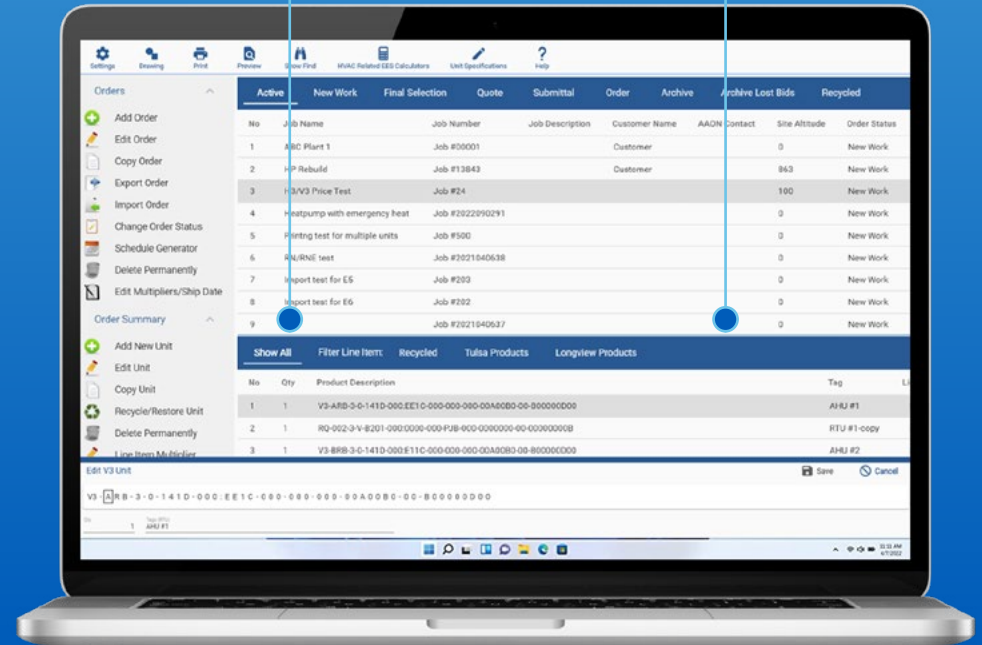 Settings Drawing Print Preview Show Find HVAC Related EES Calculators Unit Specifications Help
Orders
Add Order
Edit Order
Copy Order
Export Order
Import Order
Change Order Status
Schedule Generator
Delete Permanently
Edit Multipliers/Ship Date
Order Summary
Add New Unit
Edit Unit
Copy Unit
Recycle/Restore Unit
Delete Permanently
Line Item Multiplier
Active New Work Final Selection Quote Submittal Order Archive Archive Lost Bids Recycled
No Job Name Job Number Job Description Customer Name AAON Contact Site Altitude Order Status
1 ABC Plant 1 Job #00001 Customer 0 New Work
2 HP Rebuild Job #13843 Customer 863 New Work
3 H3/V3 Price Test Job #24 100 New Work
4 Heatpump with emergency heat Job #2022090291 0 New Work
5 Printng test for multiple units Job #500 0 New Work
6 RN/RNE test Job #2021040638 0 New Work
7 Import test for E5 Job #203 0 New Work
8 Import test for E6 Job #202 0 New Work
9 Job #2021040637 0 New Work
Show All Filter Line Item: Recycled Tulsa Products Longview Products
No Qty Product Description Tag Li
1 1 V3-ARB-3-0-141D-000:EE1C-000-000-000-00A00B0-00-B00000D00 AHU #1
2 1 RQ-002-3-V-B201-000:0000-000-PJB-000-0000000-00-00000000B RTU #1-copy
3 1 V3-BRB-3-0-141D-000:E11C-000-000-000-00A00B0-00-B00000D00 AHU #2
Edit V3 Unit Save Cancel
V3-ARB-3-0-141D-000:EE1C-000-000-000-00A00B0-00-B00000D00
1 AHU #1
11:11 AM
4/7/2022